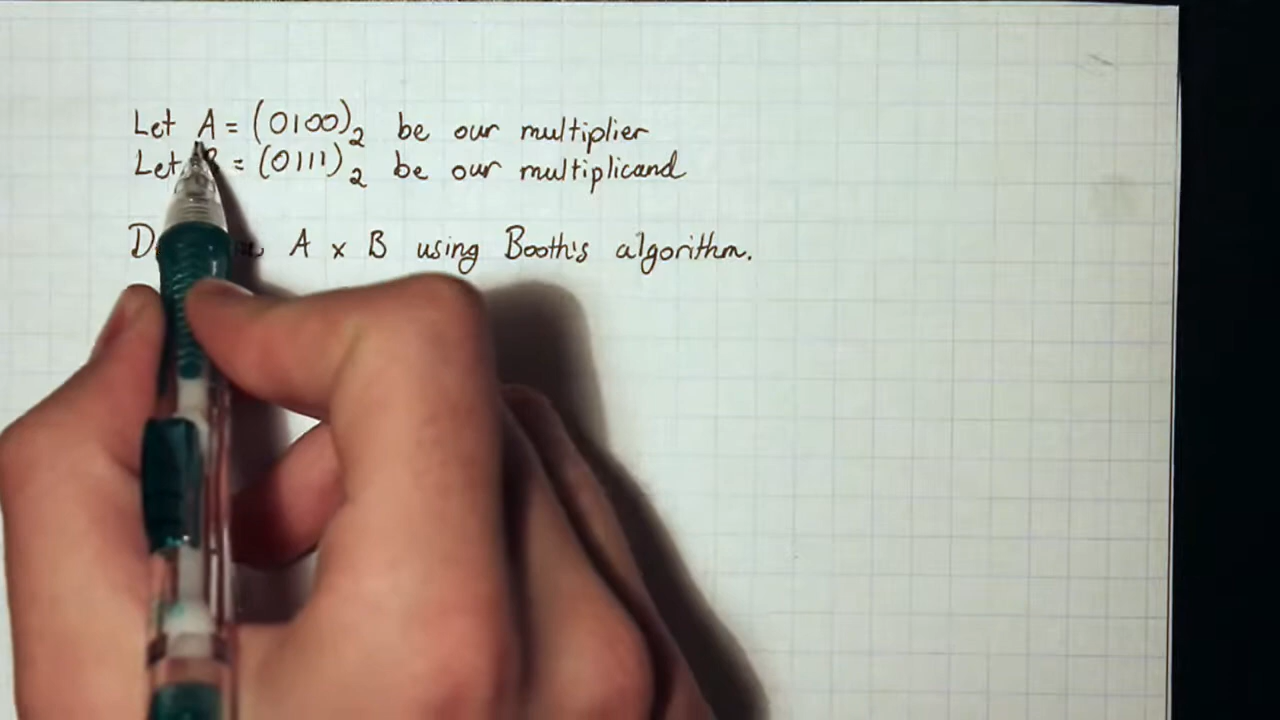 Let A = (0100)₂ be our multiplier
Let B = (0111)₂ be our multiplicand
A x B using Booth's algorithm.